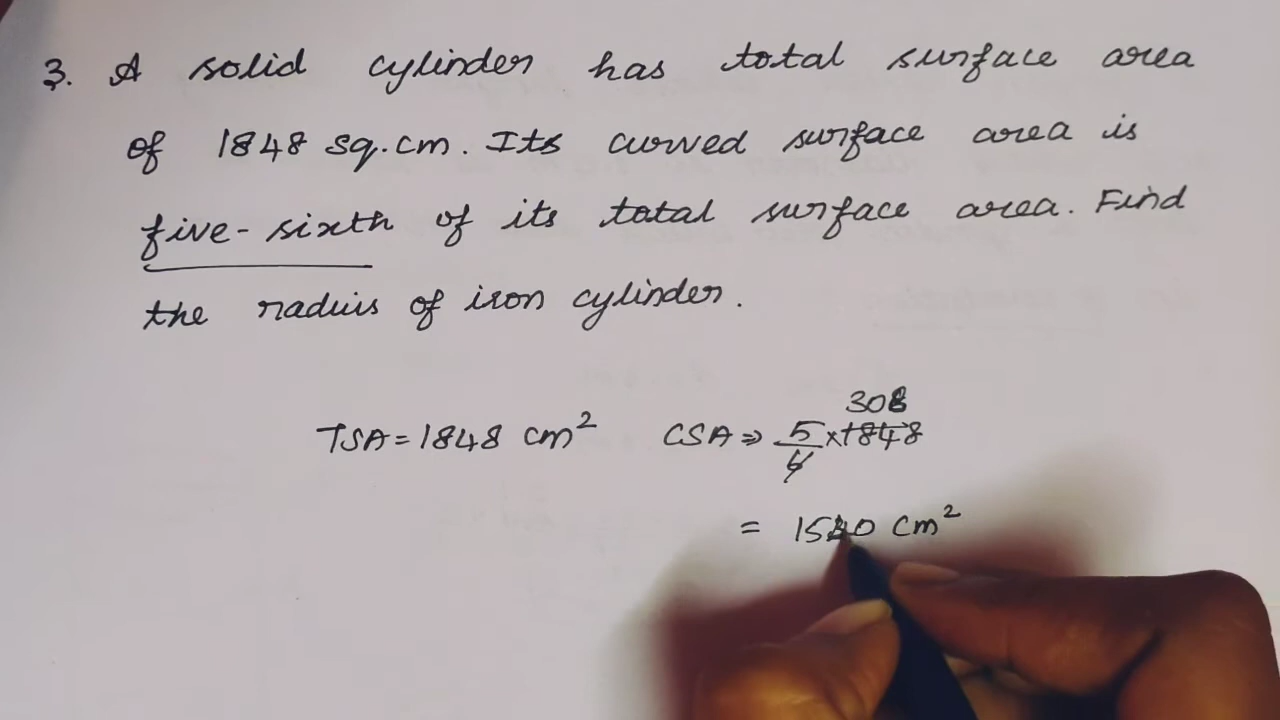 3. A solid cylinder has total surface area
of 1848 sq.cm. Its curved surface area is
five-sixth of its total surface area. Find
the radius of iron cylinder.
308
TSA = 1848 cm² CSA ⇒ 5/6 × 1848
= 1540 cm²